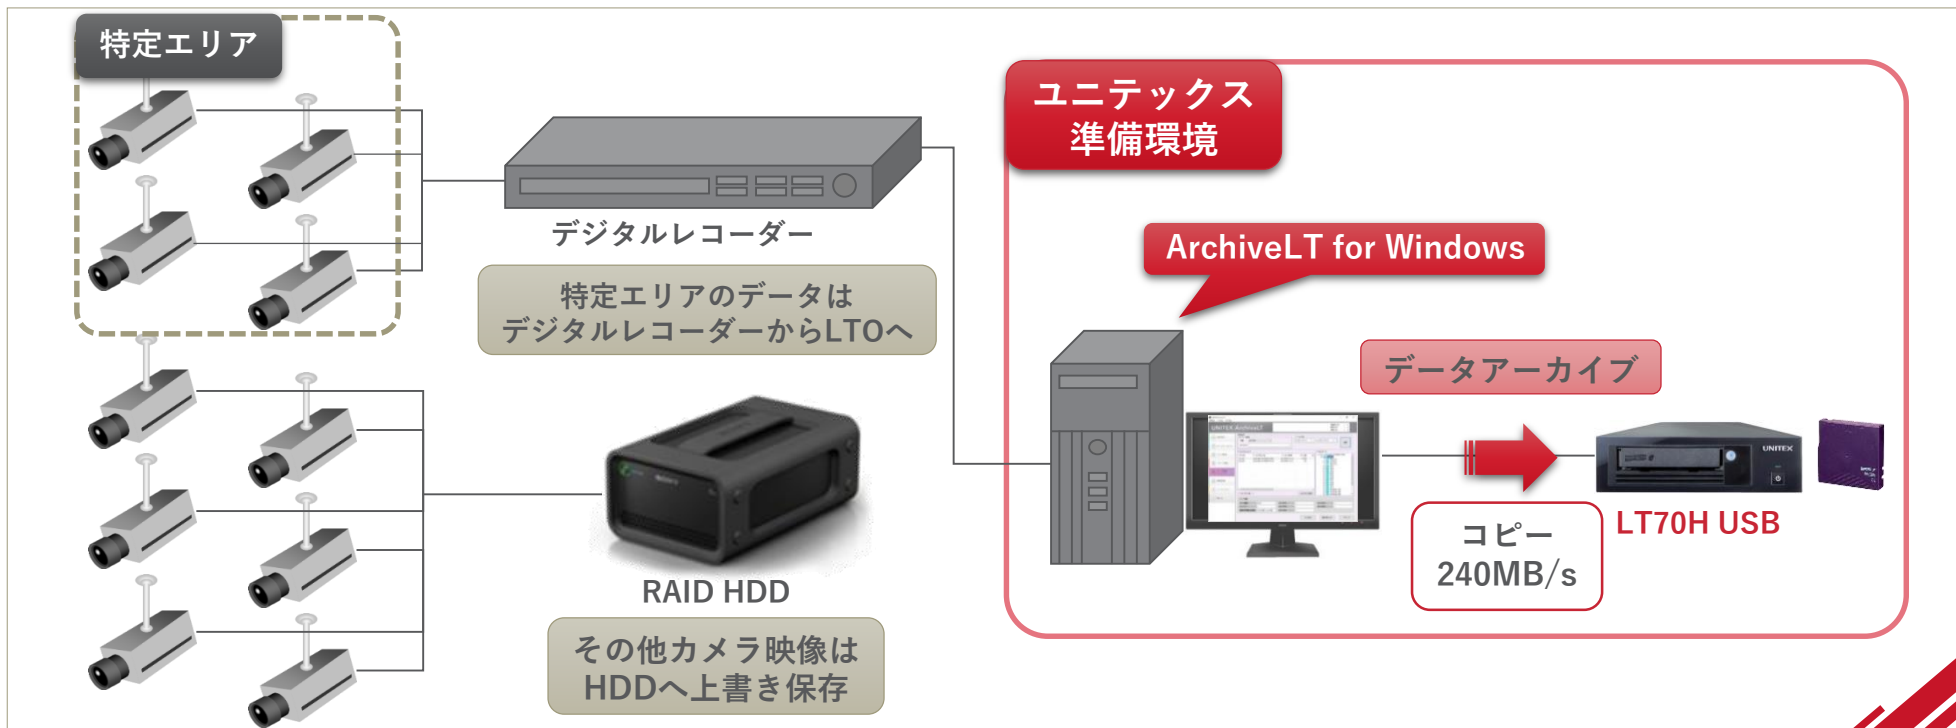 特定エリア
デジタルレコーダー
特定エリアのデータは
デジタルレコーダーからLTOへ
RAID HDD
その他カメラ映像は
HDDへ上書き保存
ユニテックス
準備環境
ArchiveLT for Windows
データアーカイブ
UNITEX ArchiveLT
コピー
240MB/s
UNITEX
LT70H USB